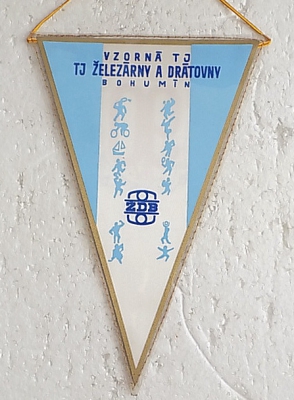 VZORNÁ TJ
TJ ŽELEZÁRNY A DRÁTOVNY
BOHUMÍN
ŽDB